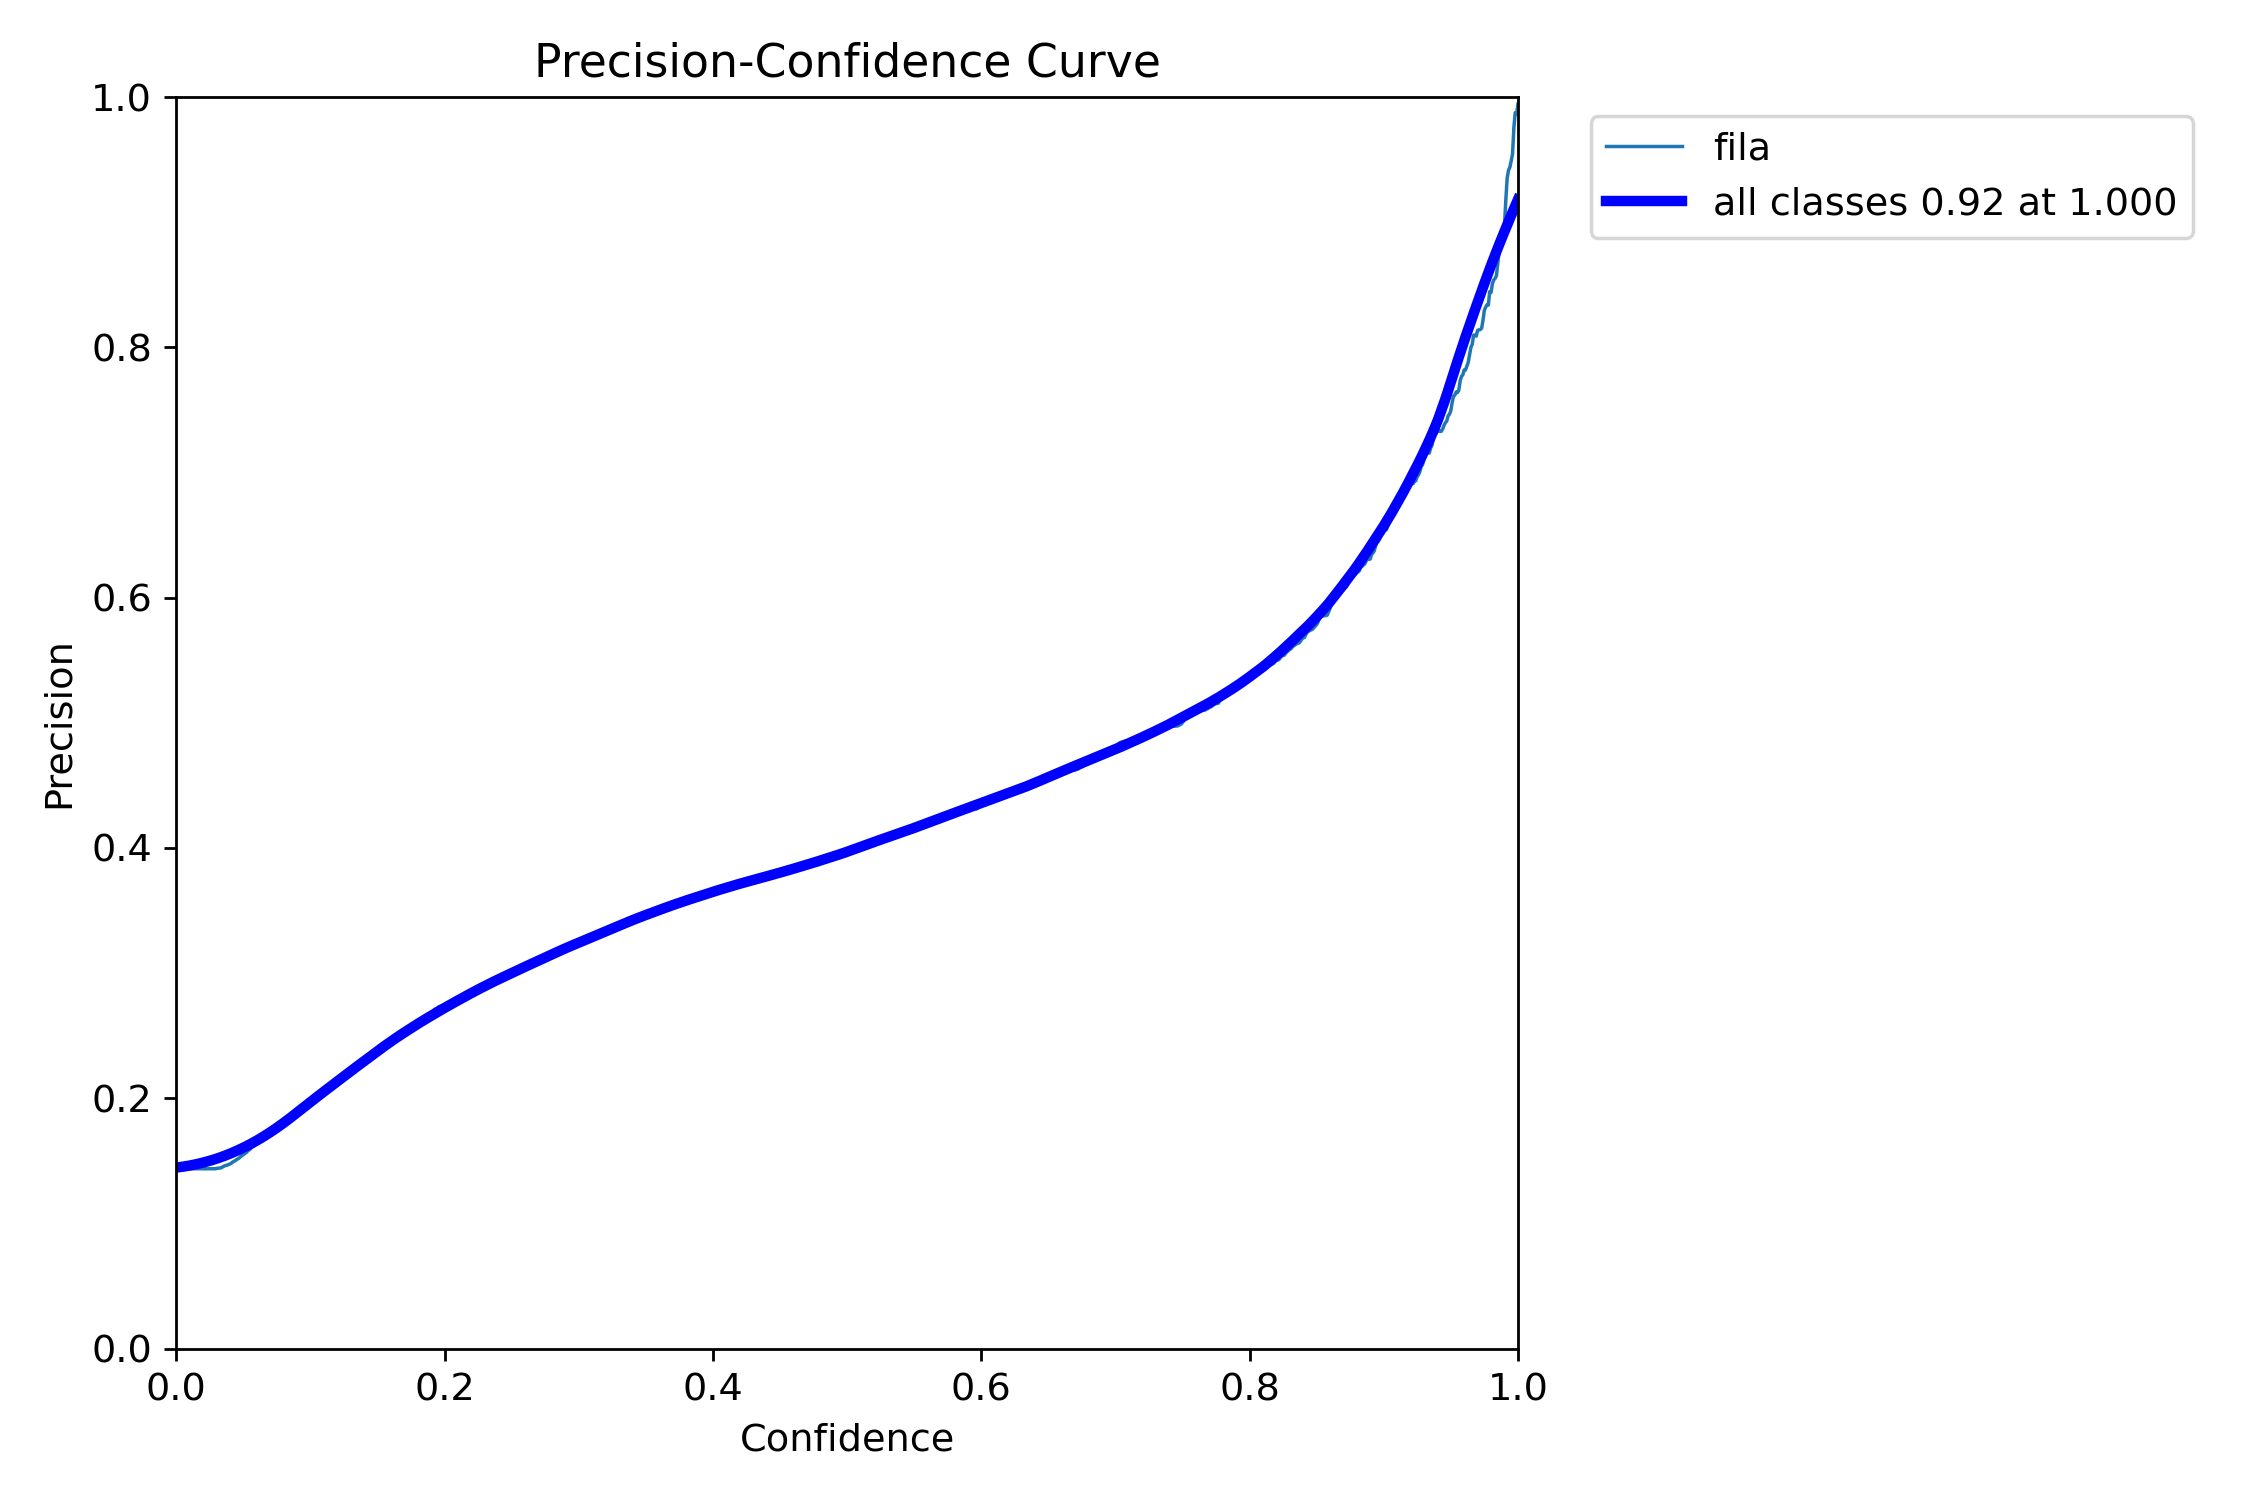 Precision-Confidence Curve
1.0
0.8
0.6
0.4
0.2
0.0
Precision
0.0 0.2 0.4 0.6 0.8 1.0
Confidence
fila
all classes 0.92 at 1.000